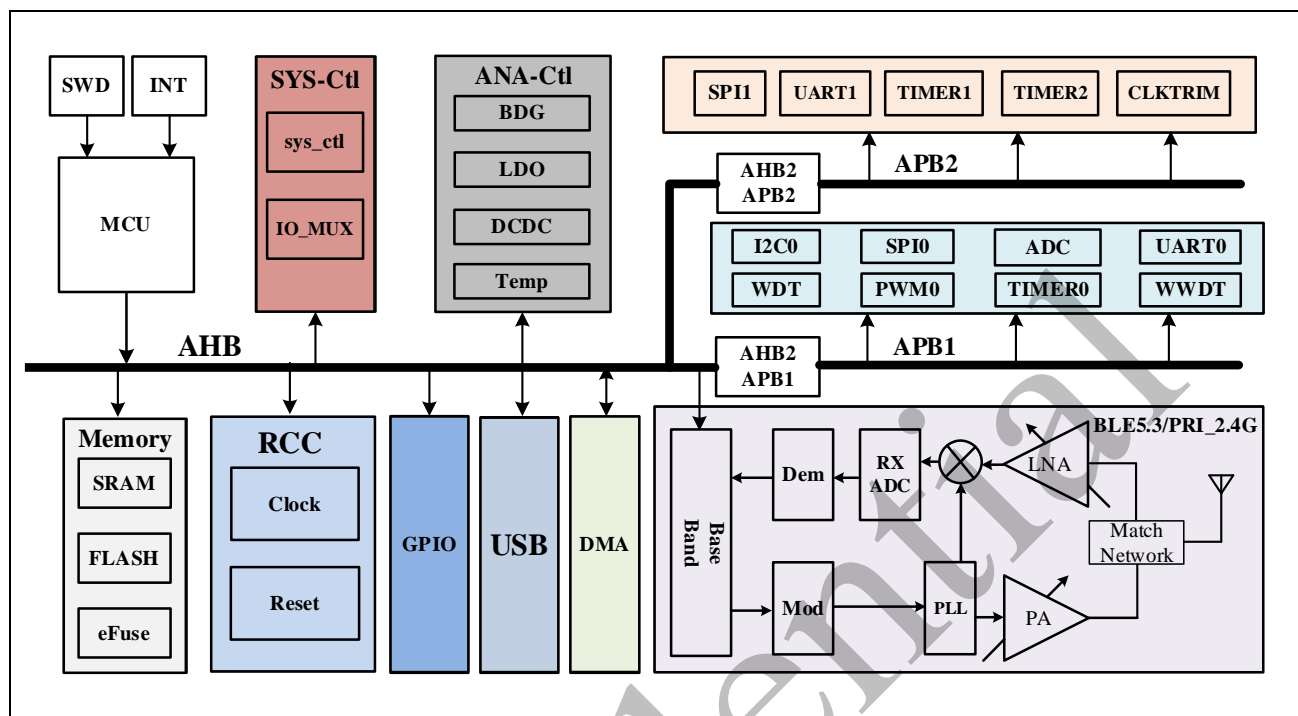 SWD
INT
MCU
SYS-Ctl
sys_ctl
IO_MUX
ANA-Ctl
BDG
LDO
DCDC
Temp
SPI1
UART1
TIMER1
TIMER2
CLKTRIM
AHB2
APB2
APB2
I2C0
SPI0
ADC
UART0
WDT
PWM0
TIMER0
WWDT
AHB
AHB2
APB1
APB1
Memory
SRAM
FLASH
eFuse
RCC
Clock
Reset
GPIO
USB
DMA
BLE5.3/PRI_2.4G
Base
Band
Dem
RX
ADC
LNA
Match
Network
Mod
PLL
PA
dential